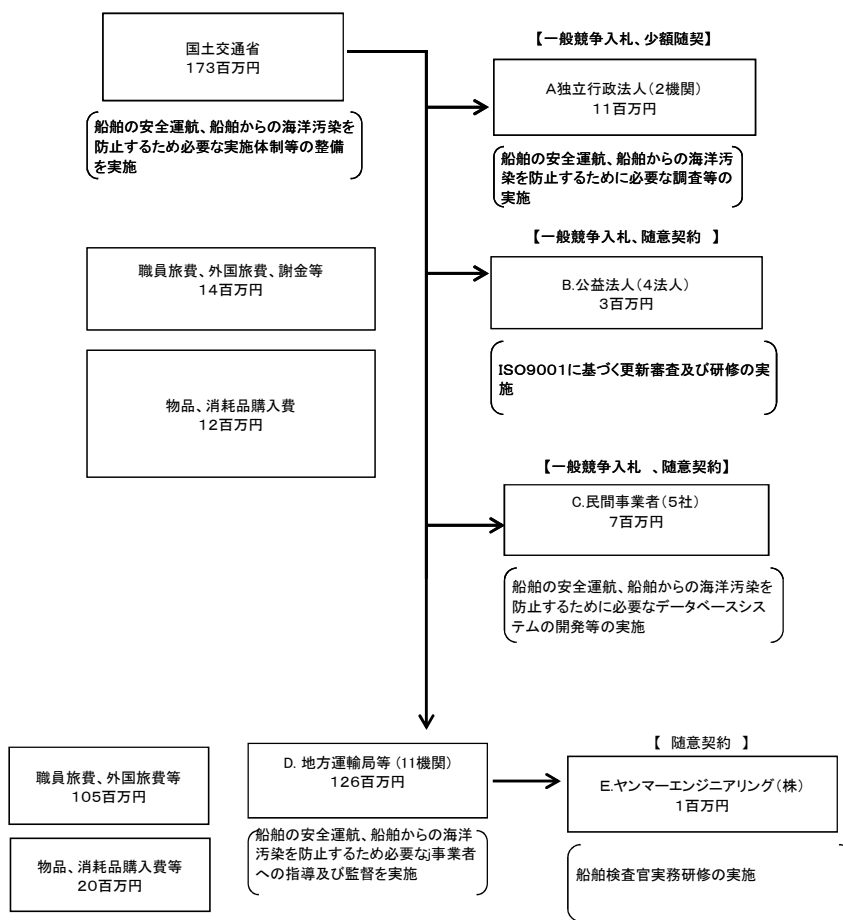 国土交通省
173百万円
船舶の安全運航、船舶からの海洋汚染を
防止するため必要な実施体制等の整備
を実施
【一般競争入札、少額随契】
A独立行政法人(2機関)
11百万円
船舶の安全運航、船舶からの海洋汚
染を防止するために必要な調査等の
実施
職員旅費、外国旅費、謝金等
14百万円
【一般競争入札、随意契約 】
B.公益法人(4法人)
3百万円
ISO9001に基づく更新審査及び研修の実
施
物品、消耗品購入費
12百万円
【一般競争入札 、随意契約】
C.民間事業者(5社)
7百万円
船舶の安全運航、船舶からの海洋汚染を
防止するために必要なデータベースシス
テムの開発等の実施
職員旅費、外国旅費等
105百万円
物品、消耗品購入費等
20百万円
D. 地方運輸局等 (11機関)
126百万円
船舶の安全運航、船舶からの海洋
汚染を防止するため必要なj事業者
への指導及び監督を実施
【 随意契約 】
E.ヤンマーエンジニアリング(株)
1百万円
船舶検査官実務研修の実施